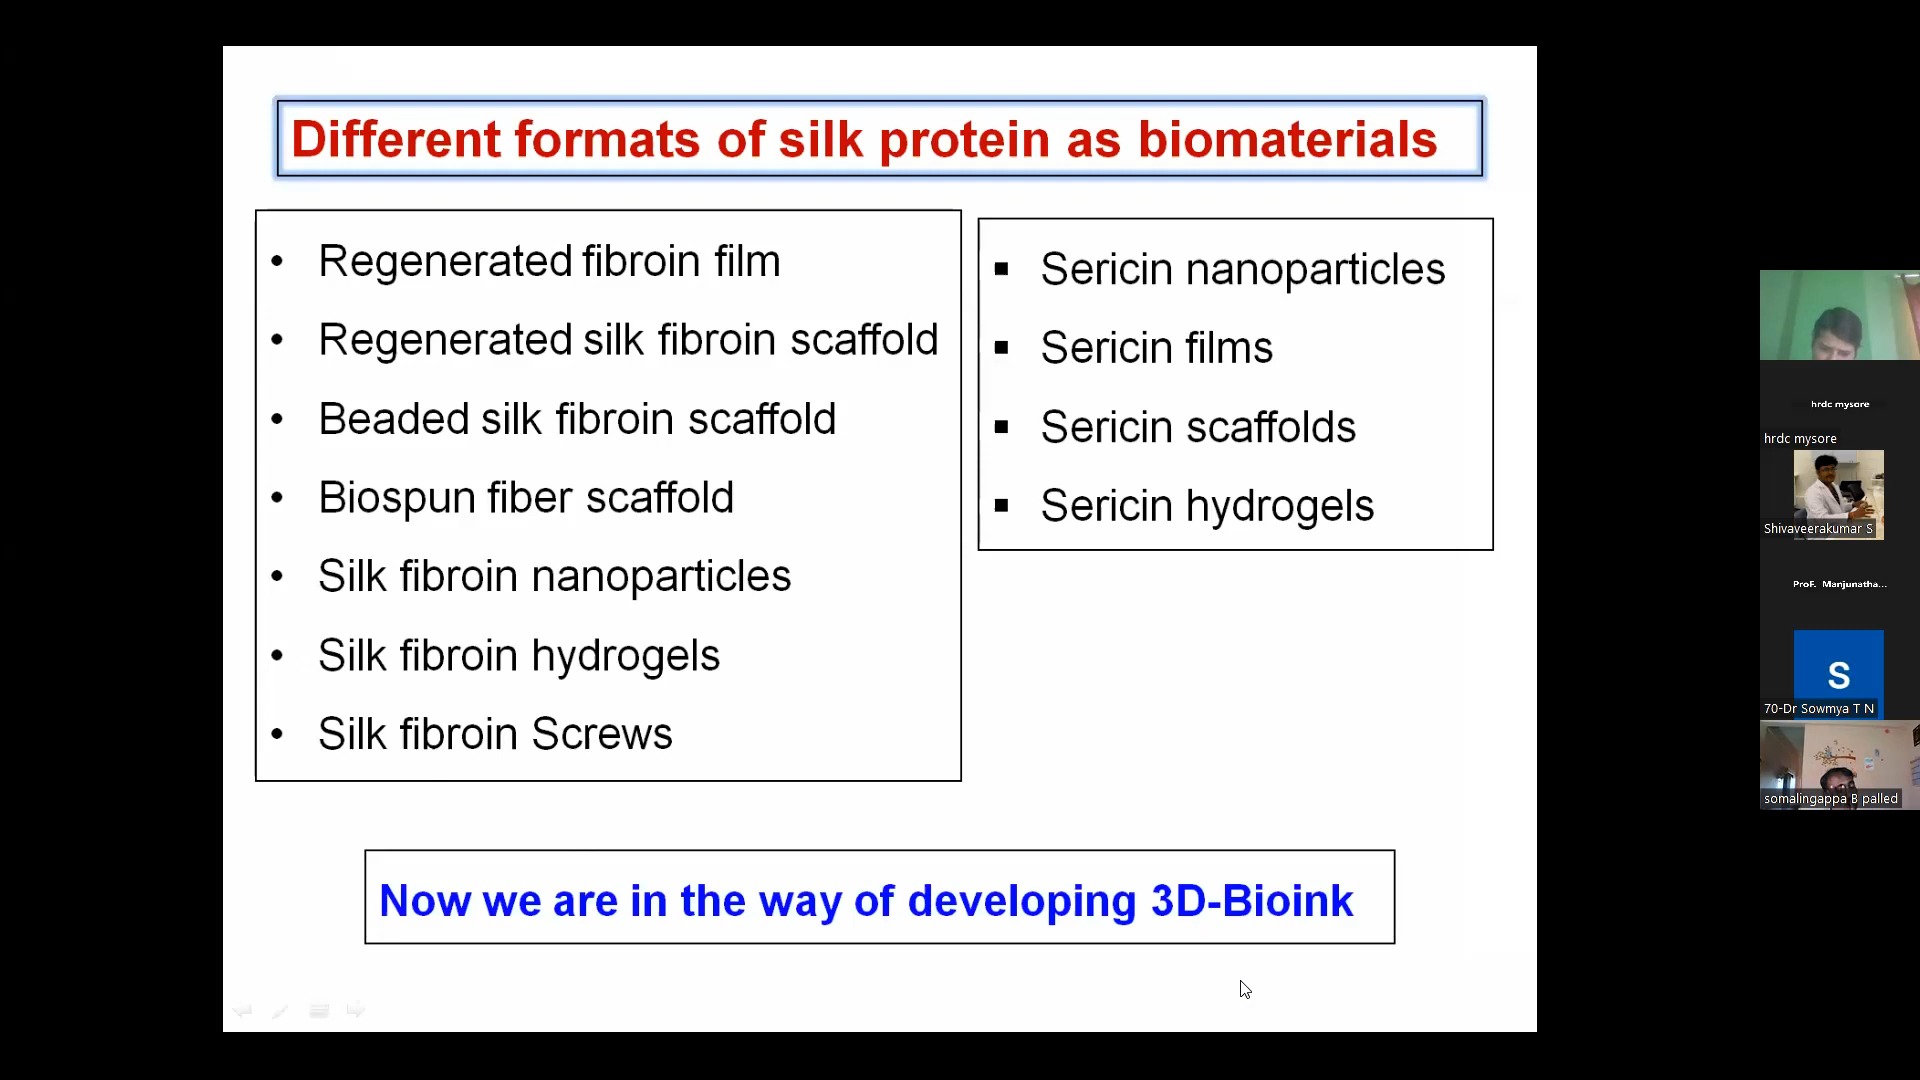 Different formats of silk protein as biomaterials
• Regenerated fibroin film
• Regenerated silk fibroin scaffold
• Beaded silk fibroin scaffold
• Biospun fiber scaffold
• Silk fibroin nanoparticles
• Silk fibroin hydrogels
• Silk fibroin Screws
▪ Sericin nanoparticles
▪ Sericin films
▪ Sericin scaffolds
▪ Sericin hydrogels
Now we are in the way of developing 3D-Bioink
hrdc mysore
hrdc mysore
Shivaveerakumar S
ProF. Manjunatha...
S
70-Dr Sowmya T N
somalingappa B palled